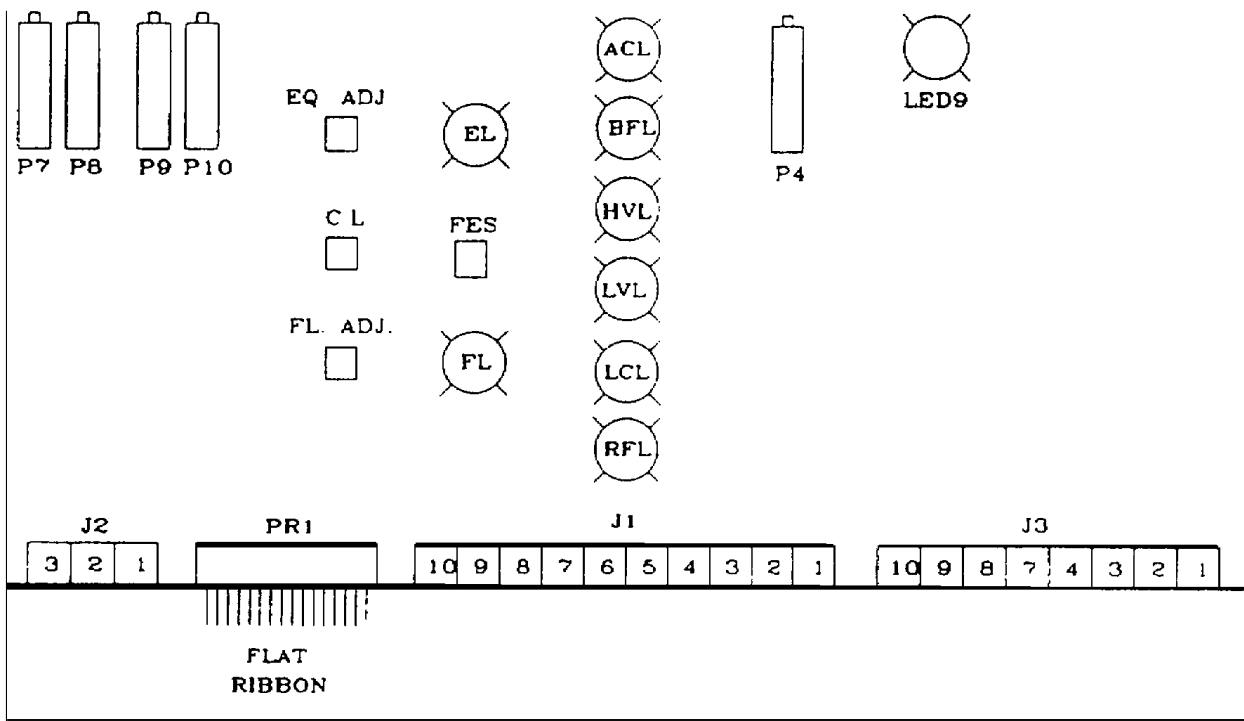 P7 P8 P9 P10
EQ ADJ
EL
C L
FES
FL. ADJ.
FL
ACL
BFL
HVL
LVL
LCL
RFL
P4
LED9
J2
3 2 1
PR1
FLAT
RIBBON
J1
10 9 8 7 6 5 4 3 2 1
J3
10 9 8 7 4 3 2 1